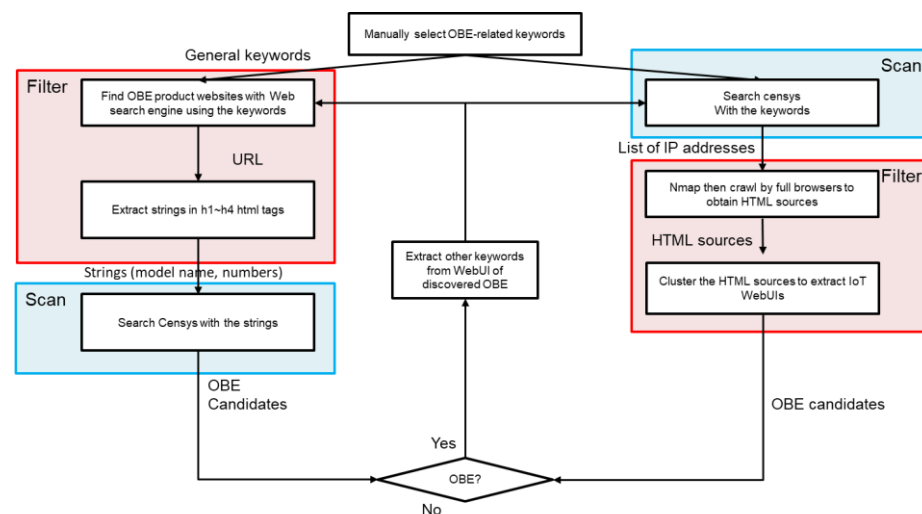 Manually select OBE-related keywords
General keywords
Filter
Find OBE product websites with Web
search engine using the keywords
URL
Extract strings in h1~h4 html tags
Strings (model name, numbers)
Scan
Search Censys with the strings
OBE
Candidates
Scan
Search censys
With the keywords
List of IP addresses
Filter
Nmap then crawl by full browsers to
obtain HTML sources
HTML sources
Cluster the HTML sources to extract IoT
WebUIs
OBE candidates
Extract other keywords
from WebUI of
discovered OBE
Yes
OBE?
No